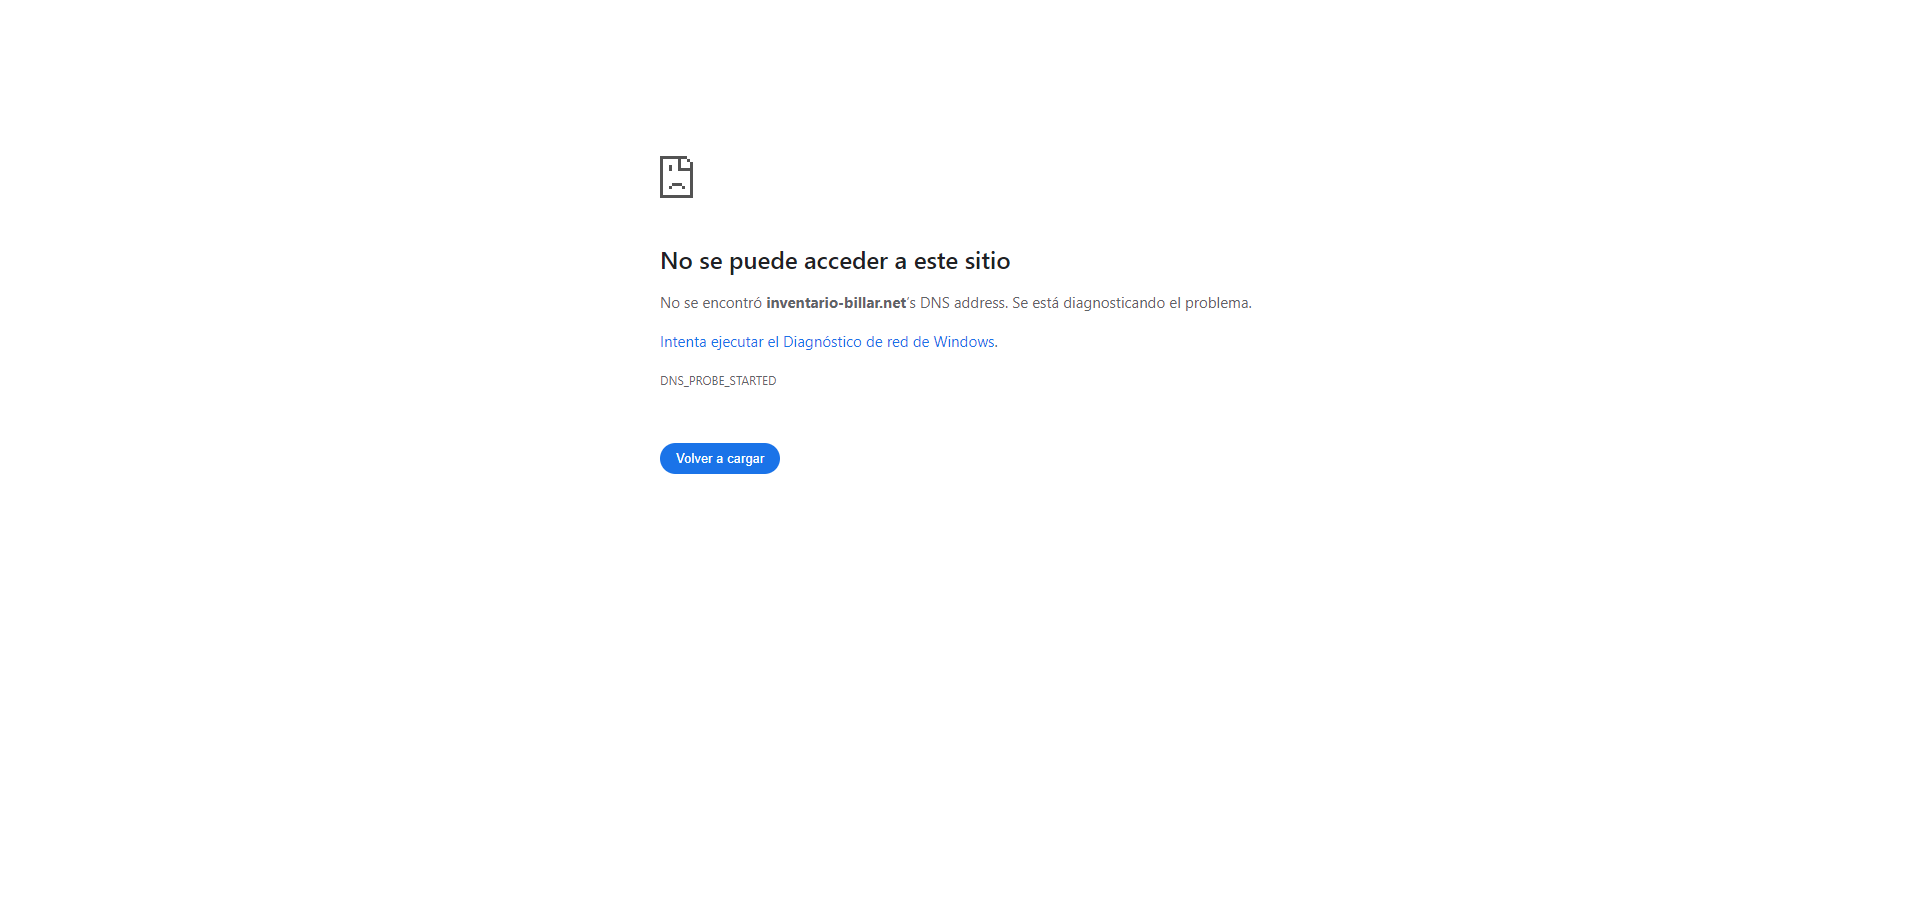 No se puede acceder a este sitio
No se encontró inventario-billar.net's DNS address. Se está diagnosticando el problema.
Intenta ejecutar el Diagnóstico de red de Windows.
DNS_PROBE_STARTED
Volver a cargar